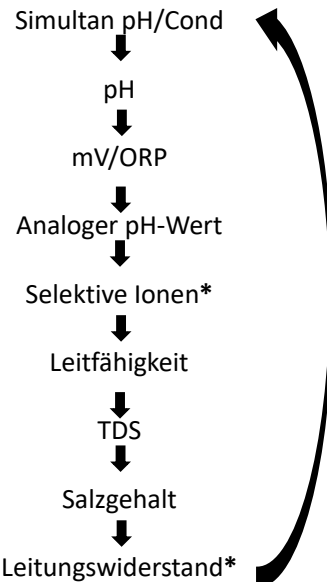 Simultan pH/Cond
pH
mV/ORP
Analoger pH-Wert
Selektive Ionen*
Leitfähigkeit
TDS
Salzgehalt
Leitungswiderstand*